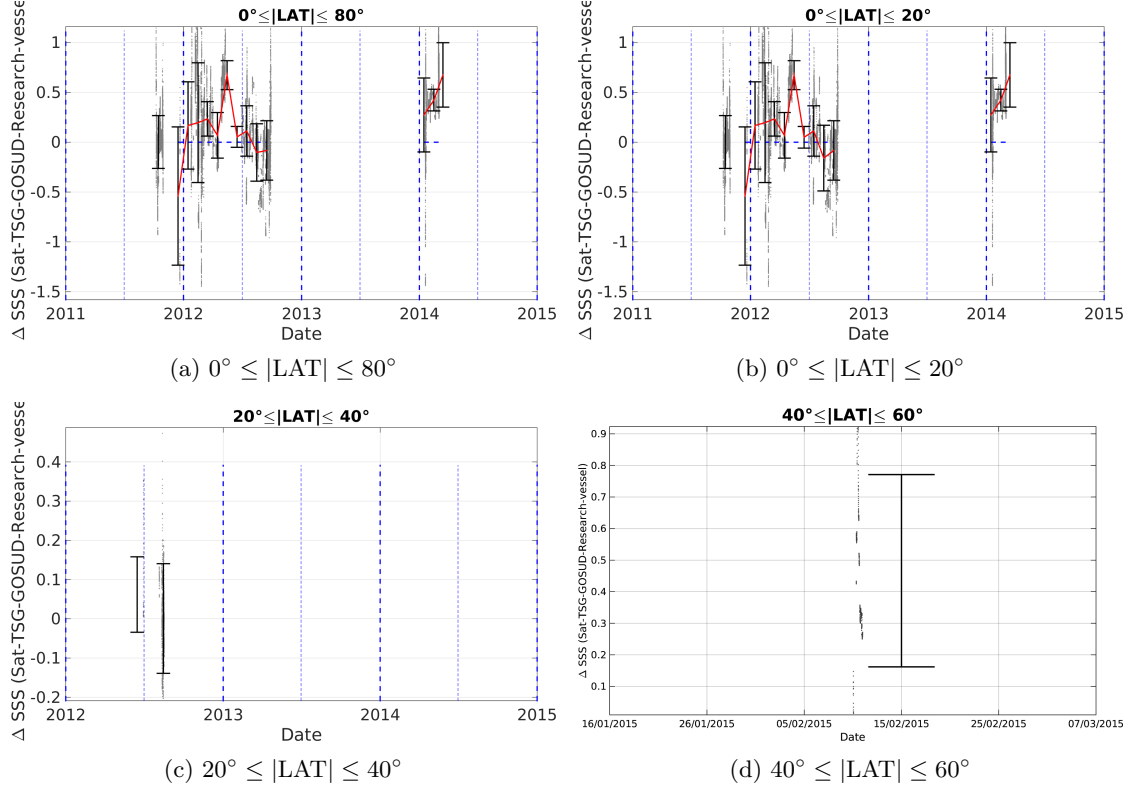 0°≤|LAT|≤ 80°
Δ SSS (Sat-TSG-GOSUD-Research-vesse
1
0.5
0
-0.5
-1
-1.5
2011 2012 2013 2014 2015
Date
(a) 0° ≤ |LAT| ≤ 80°
0°≤|LAT|≤ 20°
Δ SSS (Sat-TSG-GOSUD-Research-vesse
1
0.5
0
-0.5
-1
-1.5
2011 2012 2013 2014 2015
Date
(b) 0° ≤ |LAT| ≤ 20°
20°≤|LAT|≤ 40°
Δ SSS (Sat-TSG-GOSUD-Research-vesse
0.4
0.3
0.2
0.1
0
-0.1
-0.2
2012 2013 2014 2015
Date
(c) 20° ≤ |LAT| ≤ 40°
40°≤|LAT|≤ 60°
Δ SSS (Sat-TSG-GOSUD-Research-vessel)
0.9
0.8
0.7
0.6
0.5
0.4
0.3
0.2
0.1
16/01/2015 26/01/2015 05/02/2015 15/02/2015 25/02/2015 07/03/2015
Date
(d) 40° ≤ |LAT| ≤ 60°